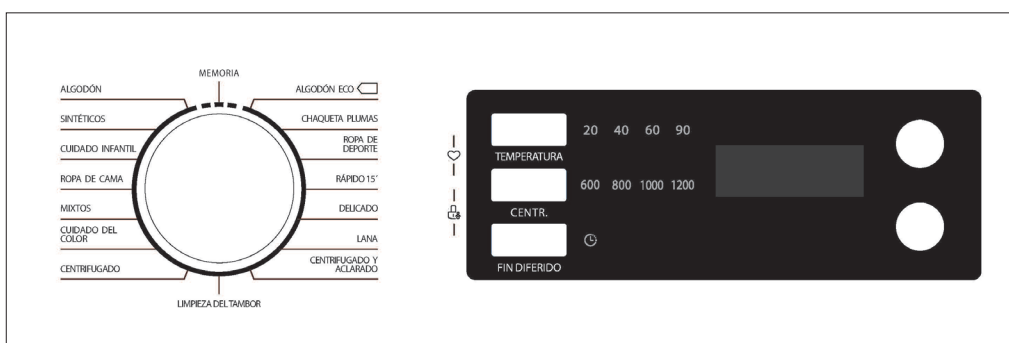 MEMORIA
ALGODÓN
SINTÉTICOS
CUIDADO INFANTIL
ROPA DE CAMA
MIXTOS
CUIDADO DEL
COLOR
CENTRIFUGADO
ALGODÓN ECO
CHAQUETA PLUMAS
ROPA DE
DEPORTE
RÁPIDO 15'
DELICADO
LANA
CENTRIFUGADO Y
ACLARADO
LIMPIEZA DEL TAMBOR
20 40 60 90
TEMPERATURA
600 800 1000 1200
CENTR.
FIN DIFERIDO